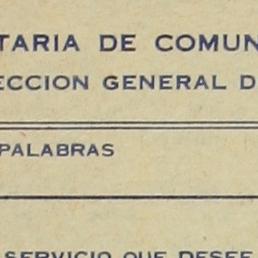 TARIA DE COMUN
ECCION GENERAL D
PALABRAS
SERVICIO QUE DESEE